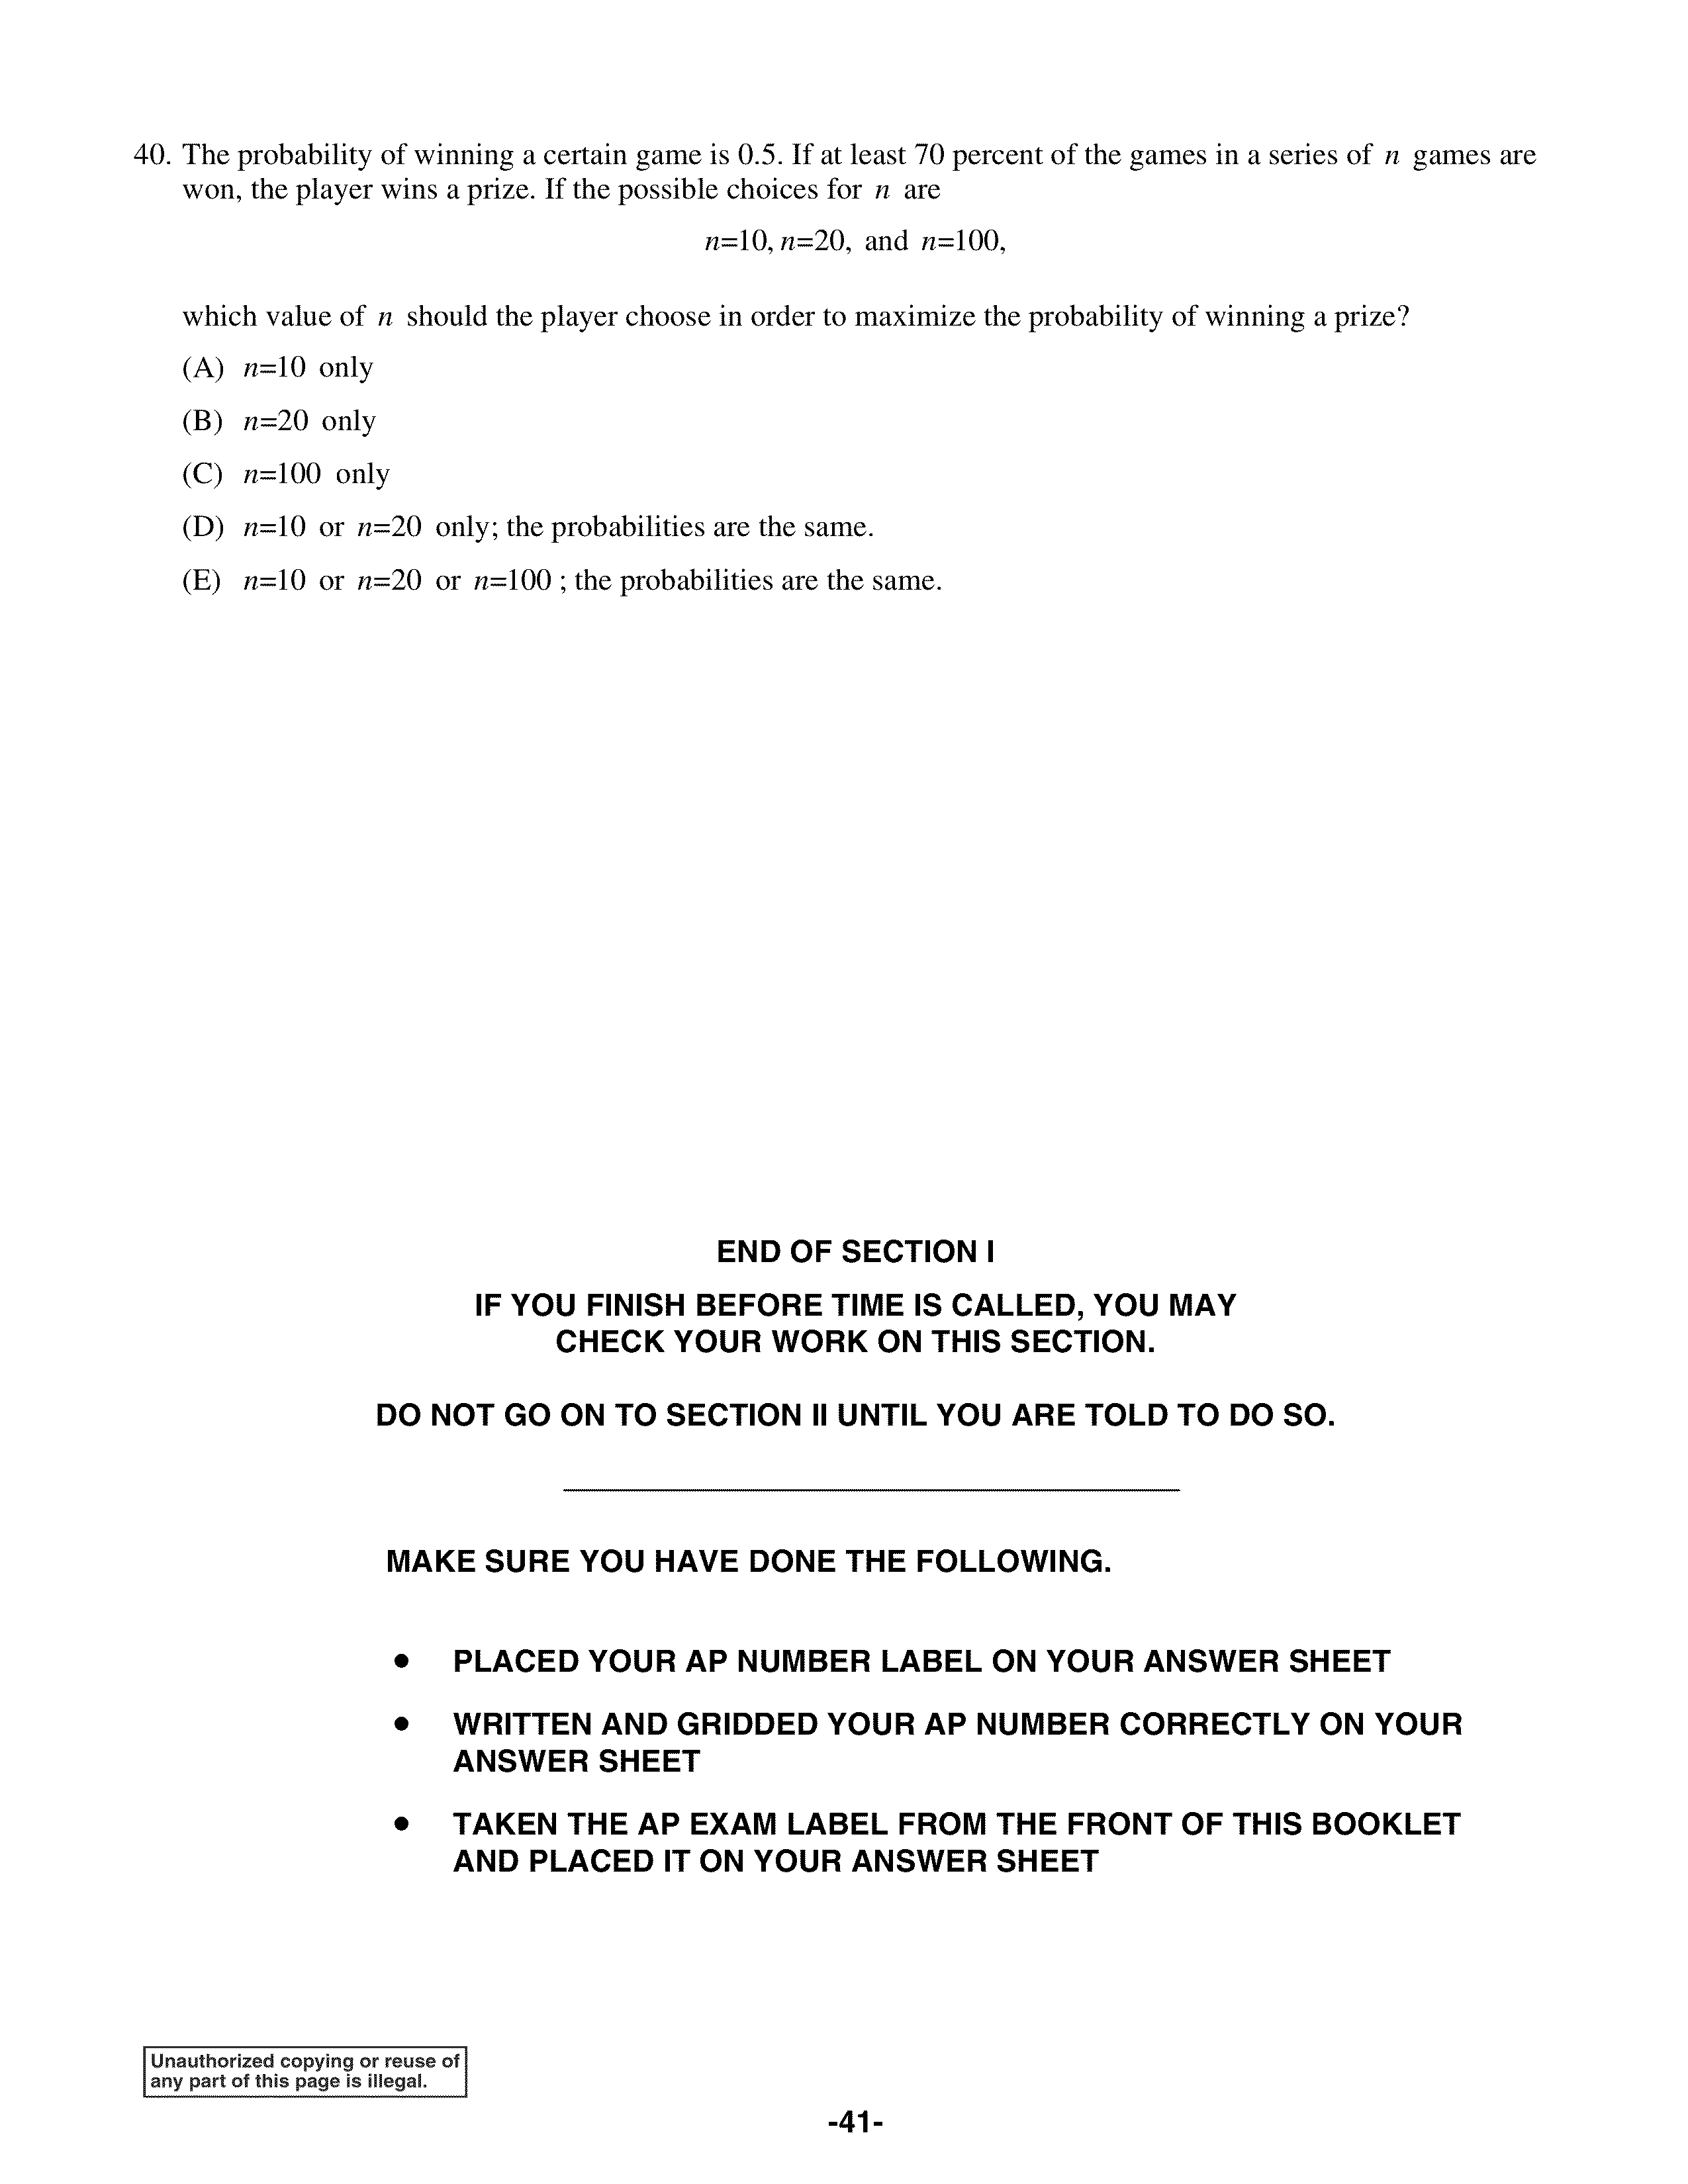 40. The probability of winning a certain game is 0.5. If at least 70 percent of the games in a series of n games are
won, the player wins a prize. If the possible choices for n are
n=10, n=20, and n=100,
which value of n should the player choose in order to maximize the probability of winning a prize?
(A) n=10 only
(B) n=20 only
(C) n=100 only
(D) n=10 or n=20 only; the probabilities are the same.
(E) n=10 or n=20 or n=100 ; the probabilities are the same.
END OF SECTION I
IF YOU FINISH BEFORE TIME IS CALLED, YOU MAY
CHECK YOUR WORK ON THIS SECTION.
DO NOT GO ON TO SECTION II UNTIL YOU ARE TOLD TO DO SO.
MAKE SURE YOU HAVE DONE THE FOLLOWING.
• PLACED YOUR AP NUMBER LABEL ON YOUR ANSWER SHEET
• WRITTEN AND GRIDDED YOUR AP NUMBER CORRECTLY ON YOUR
ANSWER SHEET
• TAKEN THE AP EXAM LABEL FROM THE FRONT OF THIS BOOKLET
AND PLACED IT ON YOUR ANSWER SHEET
Unauthorized copying or reuse of
any part of this page is illegal.
-41-